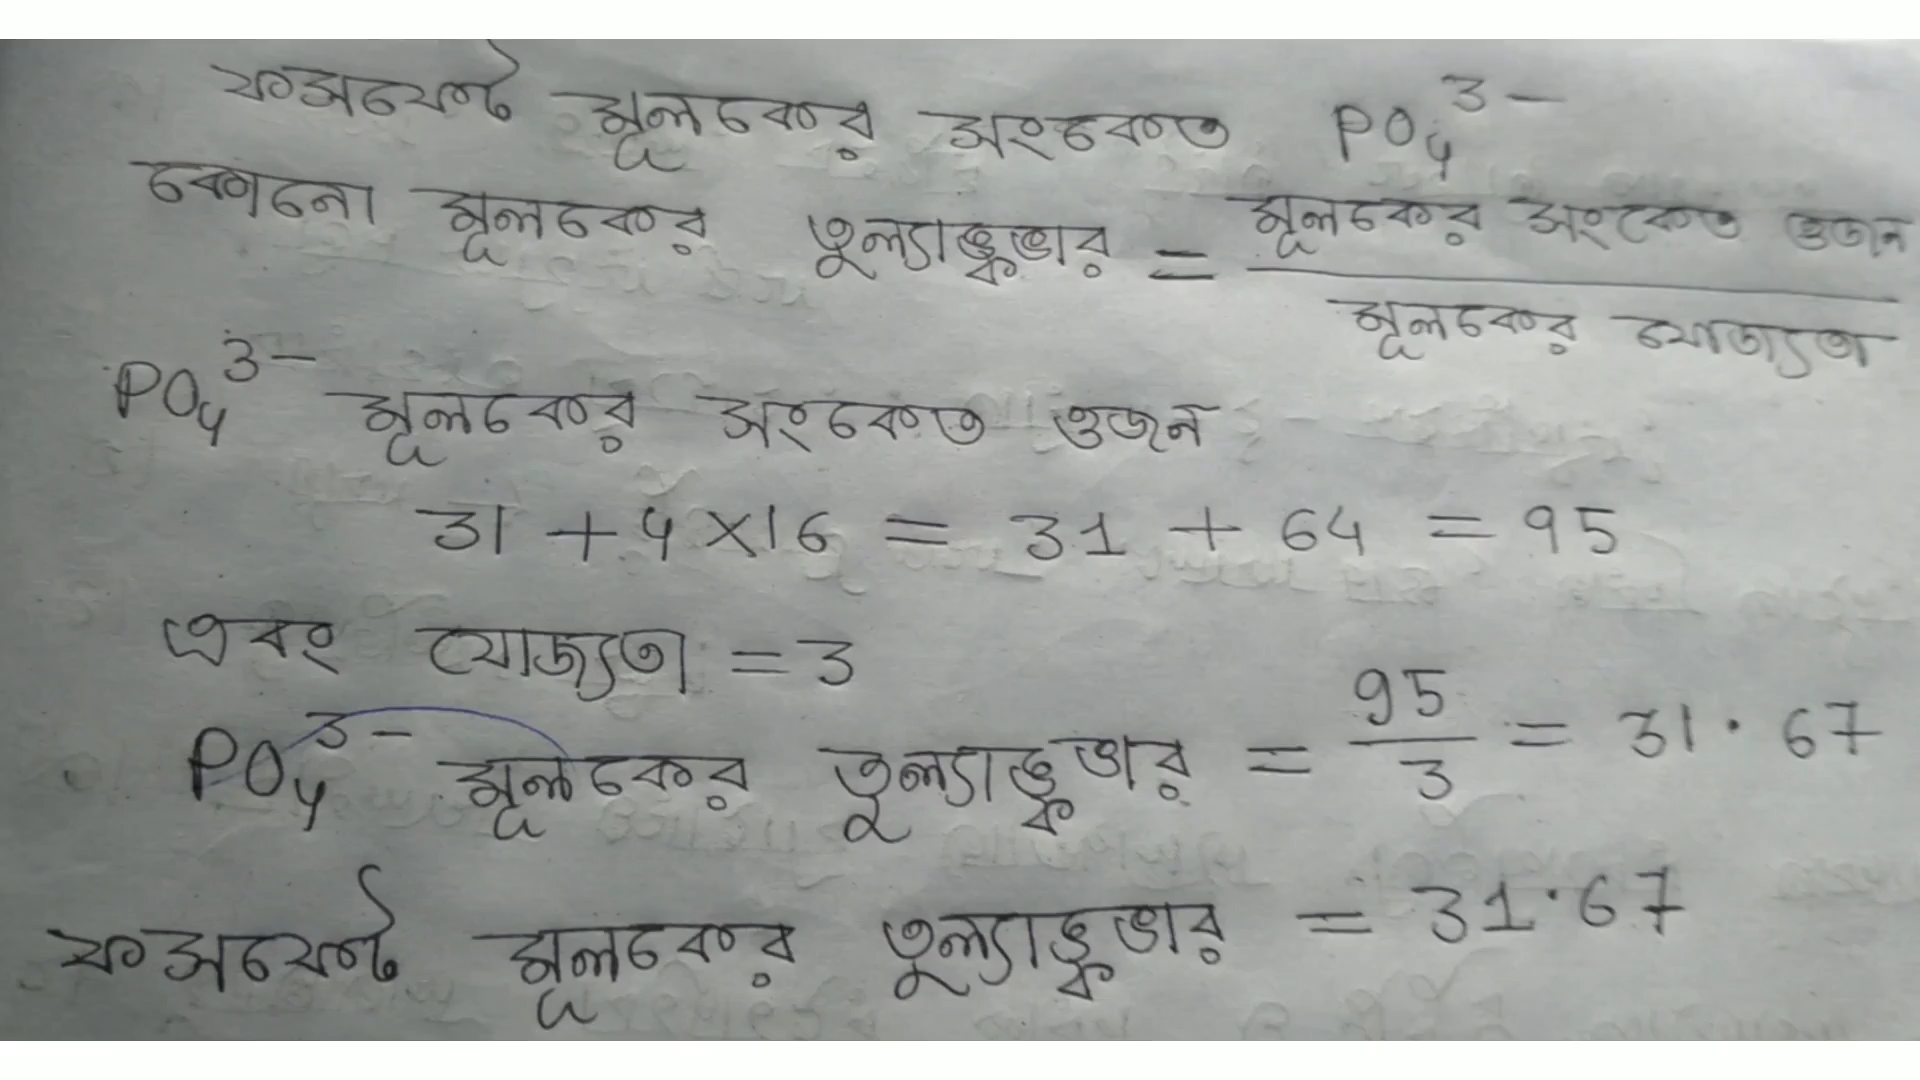 ফসফেট মূলকের সংকেত PO₄³⁻
কোনো মূলকের তুল্যাঙ্কভার = মূলকের সংকেত ওজন / মূলকের যোজ্যতা
PO₄³⁻ মূলকের সংকেত ওজন
31 + 4 × 16 = 31 + 64 = 95
এবং যোজ্যতা = 3
PO₄³⁻ মূলকের তুল্যাঙ্কভার = 95/3 = 31.67
ফসফেট মূলকের তুল্যাঙ্কভার = 31.67